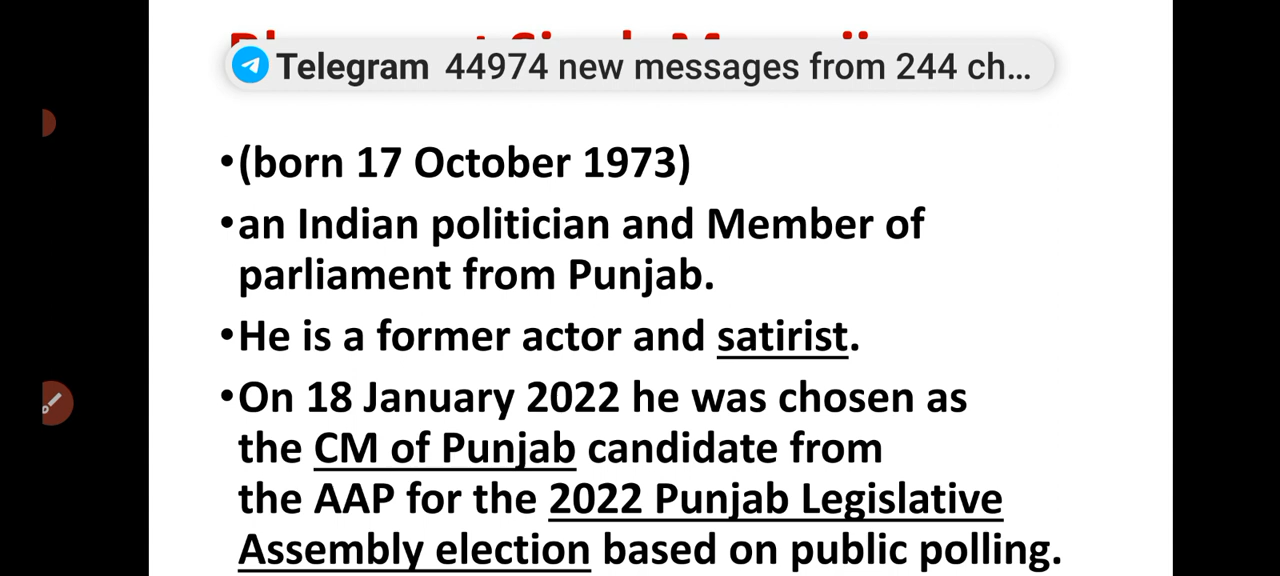 Telegram 44974 new messages from 244 ch...
•(born 17 October 1973)
•an Indian politician and Member of
parliament from Punjab.
•He is a former actor and satirist.
•On 18 January 2022 he was chosen as
the CM of Punjab candidate from
the AAP for the 2022 Punjab Legislative
Assembly election based on public polling.